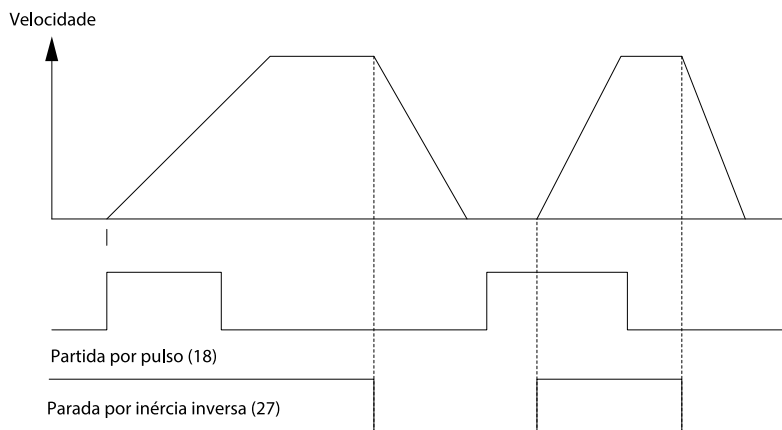 Velocidade
Partida por pulso (18)
Parada por inércia inversa (27)